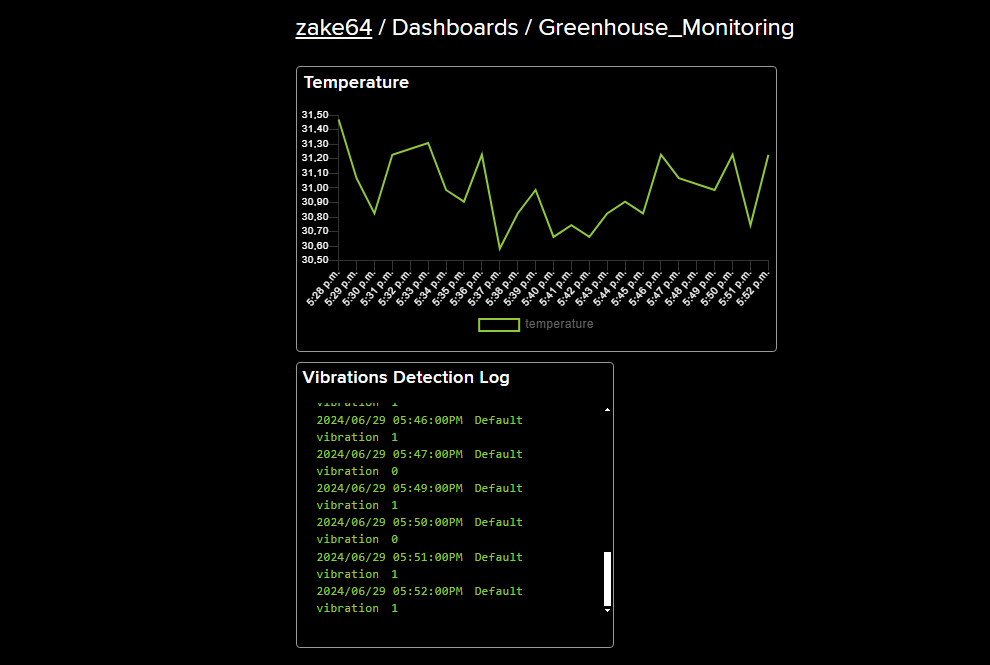 zake64 / Dashboards / Greenhouse_Monitoring
Temperature
31,50
31,40
31,30
31,20
31,10
31,00
30,90
30,80
30,70
30,60
30,50
5:28 p.m.
5:29 p.m.
5:30 p.m.
5:31 p.m.
5:32 p.m.
5:33 p.m.
5:34 p.m.
5:35 p.m.
5:36 p.m.
5:37 p.m.
5:38 p.m.
5:39 p.m.
5:40 p.m.
5:41 p.m.
5:42 p.m.
5:43 p.m.
5:44 p.m.
5:45 p.m.
5:46 p.m.
5:47 p.m.
5:48 p.m.
5:49 p.m.
5:50 p.m.
5:51 p.m.
5:52 p.m.
temperature
Vibrations Detection Log
vibration 1
2024/06/29 05:46:00PM Default
vibration 1
2024/06/29 05:47:00PM Default
vibration 0
2024/06/29 05:49:00PM Default
vibration 1
2024/06/29 05:50:00PM Default
vibration 0
2024/06/29 05:51:00PM Default
vibration 1
2024/06/29 05:52:00PM Default
vibration 1